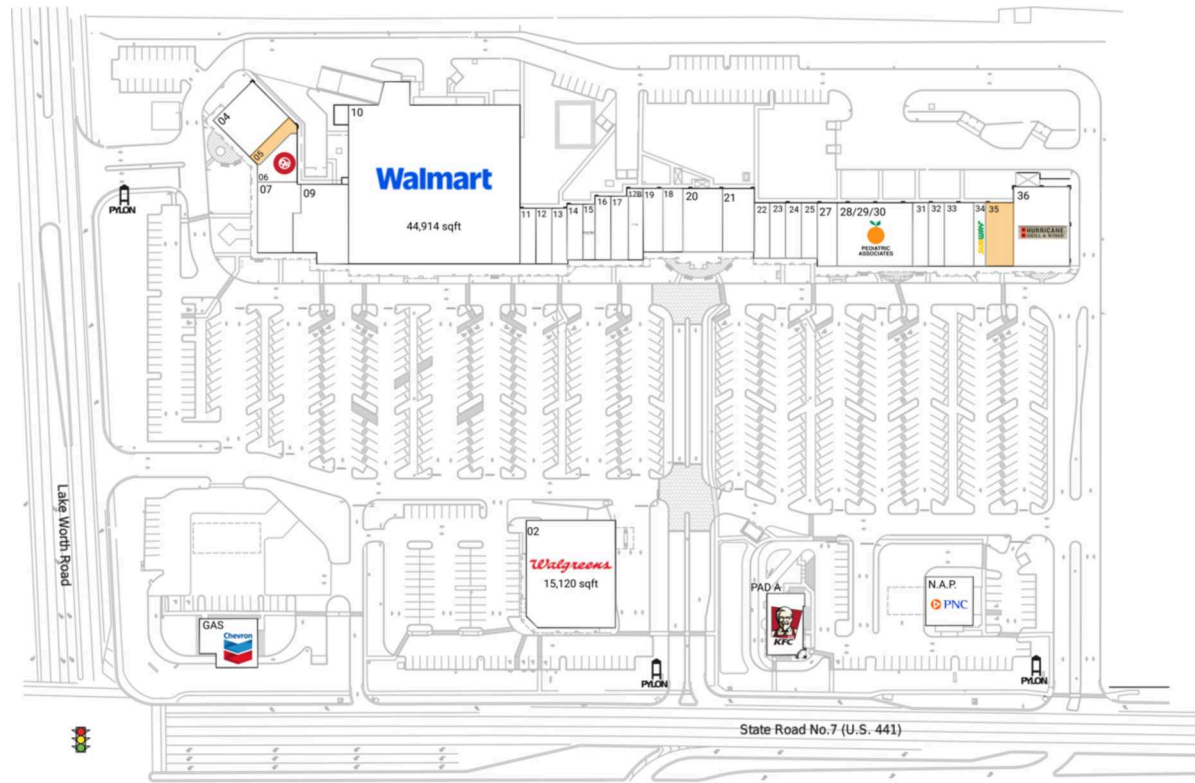 04
05
06
07
09
10
Walmart
44,914 sqft
11
12
13
14
15
16
17
17B
19
18
20
21
22
23
24
25
27
28/29/30
PEDIATRIC
ASSOCIATES
31
32
33
34
SUBWAY
35
36
HURRICANE
GRILL & WINGS
PYLON
Lake Worth Road
02
Walgreens
15,120 sqft
PAD A
KFC
N.A.P.
PNC
GAS
Chevron
PYLON
PYLON
State Road No.7 (U.S. 441)